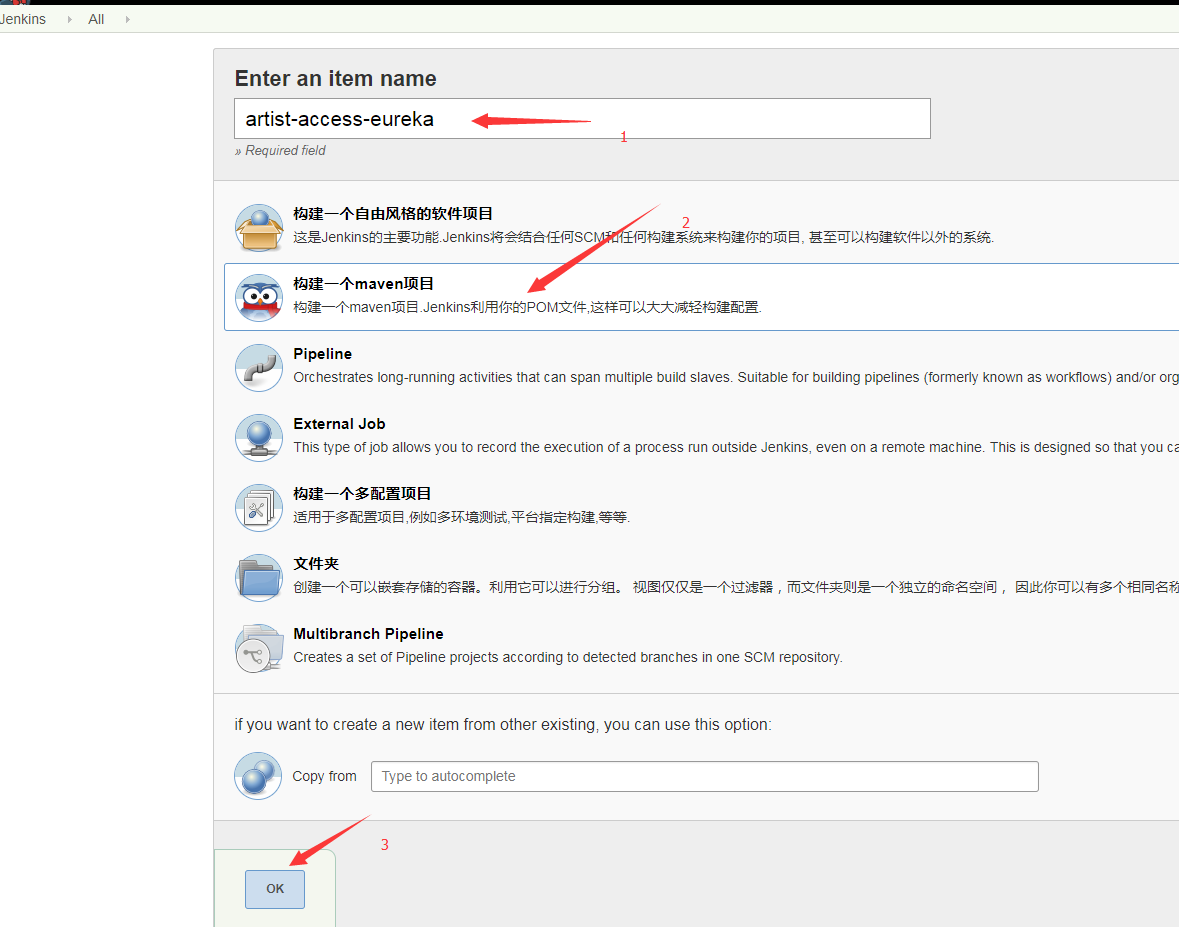 Jenkins All
Enter an item name
artist-access-eureka
1
» Required field
构建一个自由风格的软件项目
2
这是Jenkins的主要功能.Jenkins将会结合任何SCM和任何构建系统来构建你的项目, 甚至可以构建软件以外的系统.
构建一个maven项目
构建一个maven项目.Jenkins利用你的POM文件,这样可以大大减轻构建配置.
Pipeline
Orchestrates long-running activities that can span multiple build slaves. Suitable for building pipelines (formerly known as workflows) and/or org
External Job
This type of job allows you to record the execution of a process run outside Jenkins, even on a remote machine. This is designed so that you ca
构建一个多配置项目
适用于多配置项目,例如多环境测试,平台指定构建,等等.
文件夹
创建一个可以嵌套存储的容器。利用它可以进行分组。 视图仅仅是一个过滤器，而文件夹则是一个独立的命名空间， 因此你可以有多个相同名称
Multibranch Pipeline
Creates a set of Pipeline projects according to detected branches in one SCM repository.
if you want to create a new item from other existing, you can use this option:
Copy from Type to autocomplete
3
OK